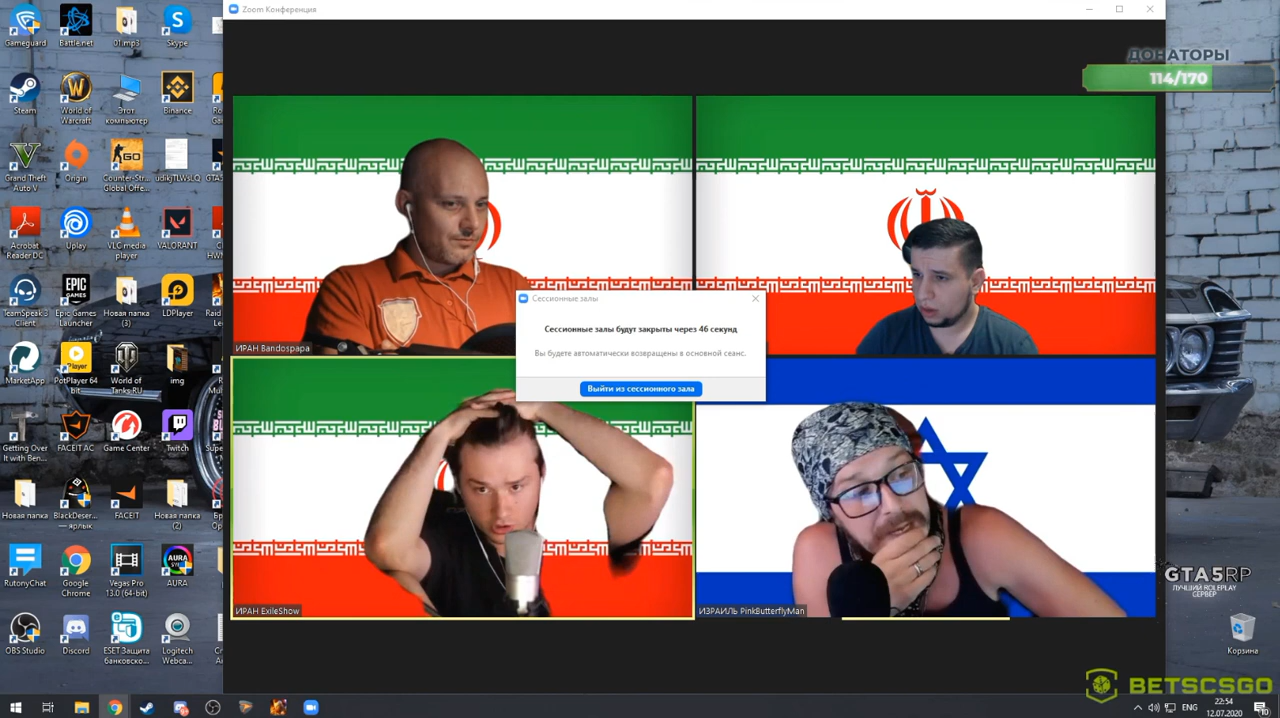 Zoom Конференция
ДОНАТОРЫ
114/170
Gameguard
Battle.net
01.mp3
Skype
Steam
World of
Warcraft
Этот
компьютер
Binance
Grand Theft
Auto V
Origin
Counter-Str...
Global Offe...
udikjTLWsLQ
Acrobat
Reader DC
Uplay
VLC media
player
VALORANT
TeamSpeak 3
Client
Epic Games
Launcher
Новая папка
(3)
LDPlayer
MarketApp
PotPlayer 64
bit
World of
Tanks RU
img
Getting Over
It with Ben...
FACEIT AC
Game Center
Twitch
Новая папка
BlackDeser...
— ярлык
FACEIT
Новая папка
(2)
RutonyChat
Google
Chrome
Vegas Pro
13.0 (64-bit)
AURA
OBS Studio
Discord
ESET Защита
банковско...
Logitech
Webca...
ИРАН Bandospapa
Сессионные залы
Сессионные залы будут закрыты через 46 секунд
Вы будете автоматически возвращены в основной сеанс.
Выйти из сессионного зала
ИРАН ExileShow
ИЗРАИЛЬ PinkButterflyMan
GTA5RP
ЛУЧШИЙ ROLEPLAY
СЕРВЕР
Корзина
BETSCSGO
ENG
22:54
12.07.2020
10